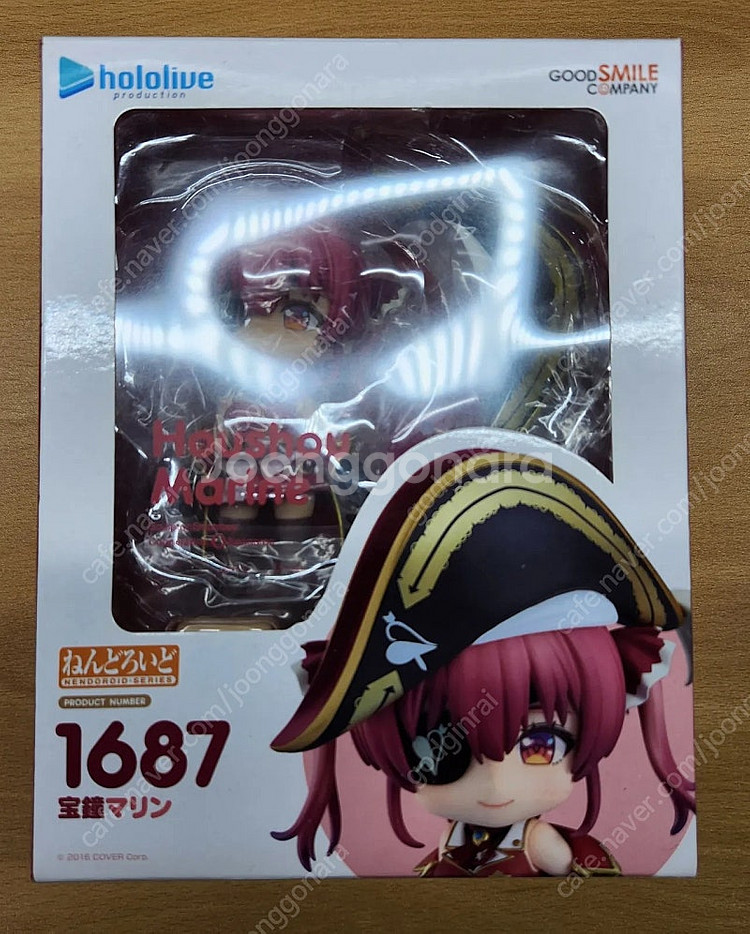 hololive
production
GOOD SMILE
COMPANY
Houshou
Marine
joonggonara
ねんどろいど
NENDOROID·SERIES
PRODUCT NUMBER
1687
宝鐘マリン
© 2016 COVER Corp.
cafe.naver.com/joonggonara
goodginrai